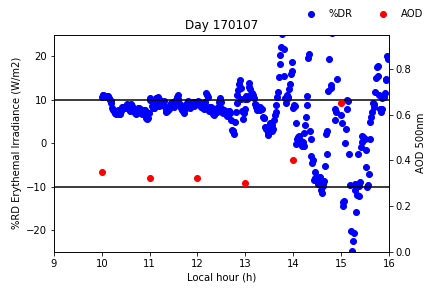 %DR AOD
Day 170107
%RD Erythemal Irradiance (W/m2)
20
10
0
−10
−20
0.8
0.6
0.4
0.2
0.0
AOD 500nm
9 10 11 12 13 14 15 16
Local hour (h)